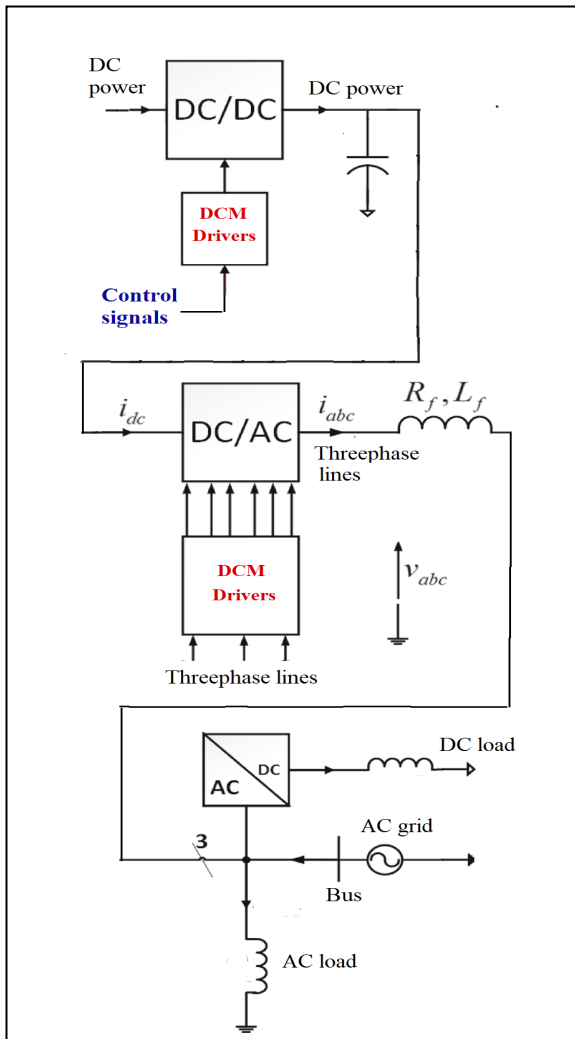 DC
power
DC/DC
DC power
DCM
Drivers
Control
signals
i_dc
DC/AC
i_abc
R_f, L_f
Threephase
lines
DCM
Drivers
v_abc
Threephase lines
DC load
AC
DC
AC grid
3
Bus
AC load